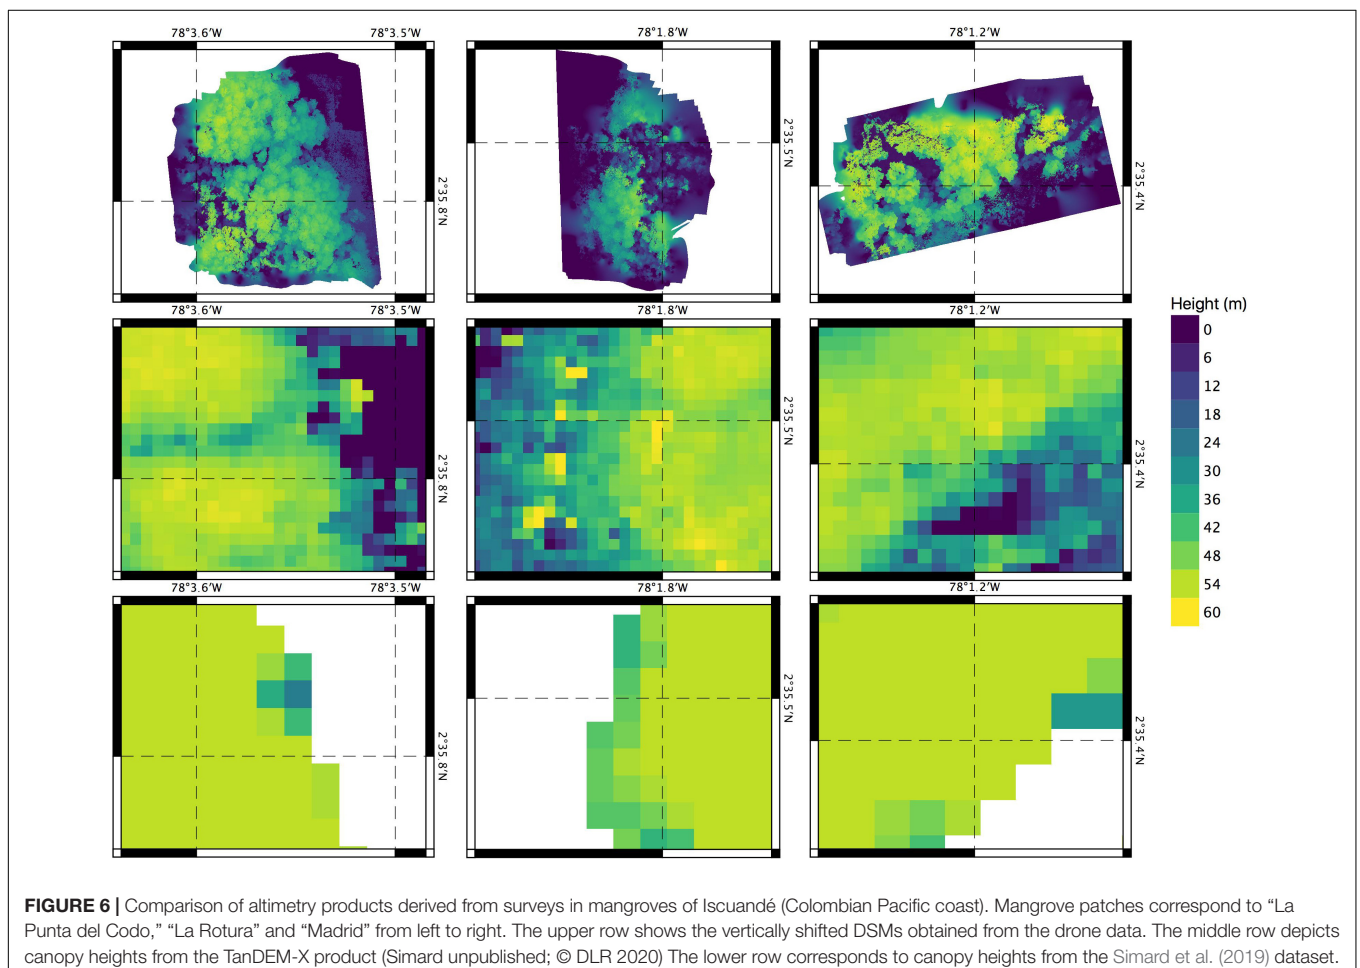 78°3.6′W 78°3.5′W 78°1.8′W 78°1.2′W
2°35.8′N 2°35.5′N 2°35.4′N
78°3.6′W 78°3.5′W 78°1.8′W 78°1.2′W
2°35.8′N 2°35.5′N 2°35.4′N
78°3.6′W 78°3.5′W 78°1.8′W 78°1.2′W
2°35.8′N 2°35.5′N 2°35.4′N
Height (m)
0
6
12
18
24
30
36
42
48
54
60
FIGURE 6 | Comparison of altimetry products derived from surveys in mangroves of Iscuandé (Colombian Pacific coast). Mangrove patches correspond to “La
Punta del Codo,” “La Rotura” and “Madrid” from left to right. The upper row shows the vertically shifted DSMs obtained from the drone data. The middle row depicts
canopy heights from the TanDEM-X product (Simard unpublished; © DLR 2020) The lower row corresponds to canopy heights from the Simard et al. (2019) dataset.